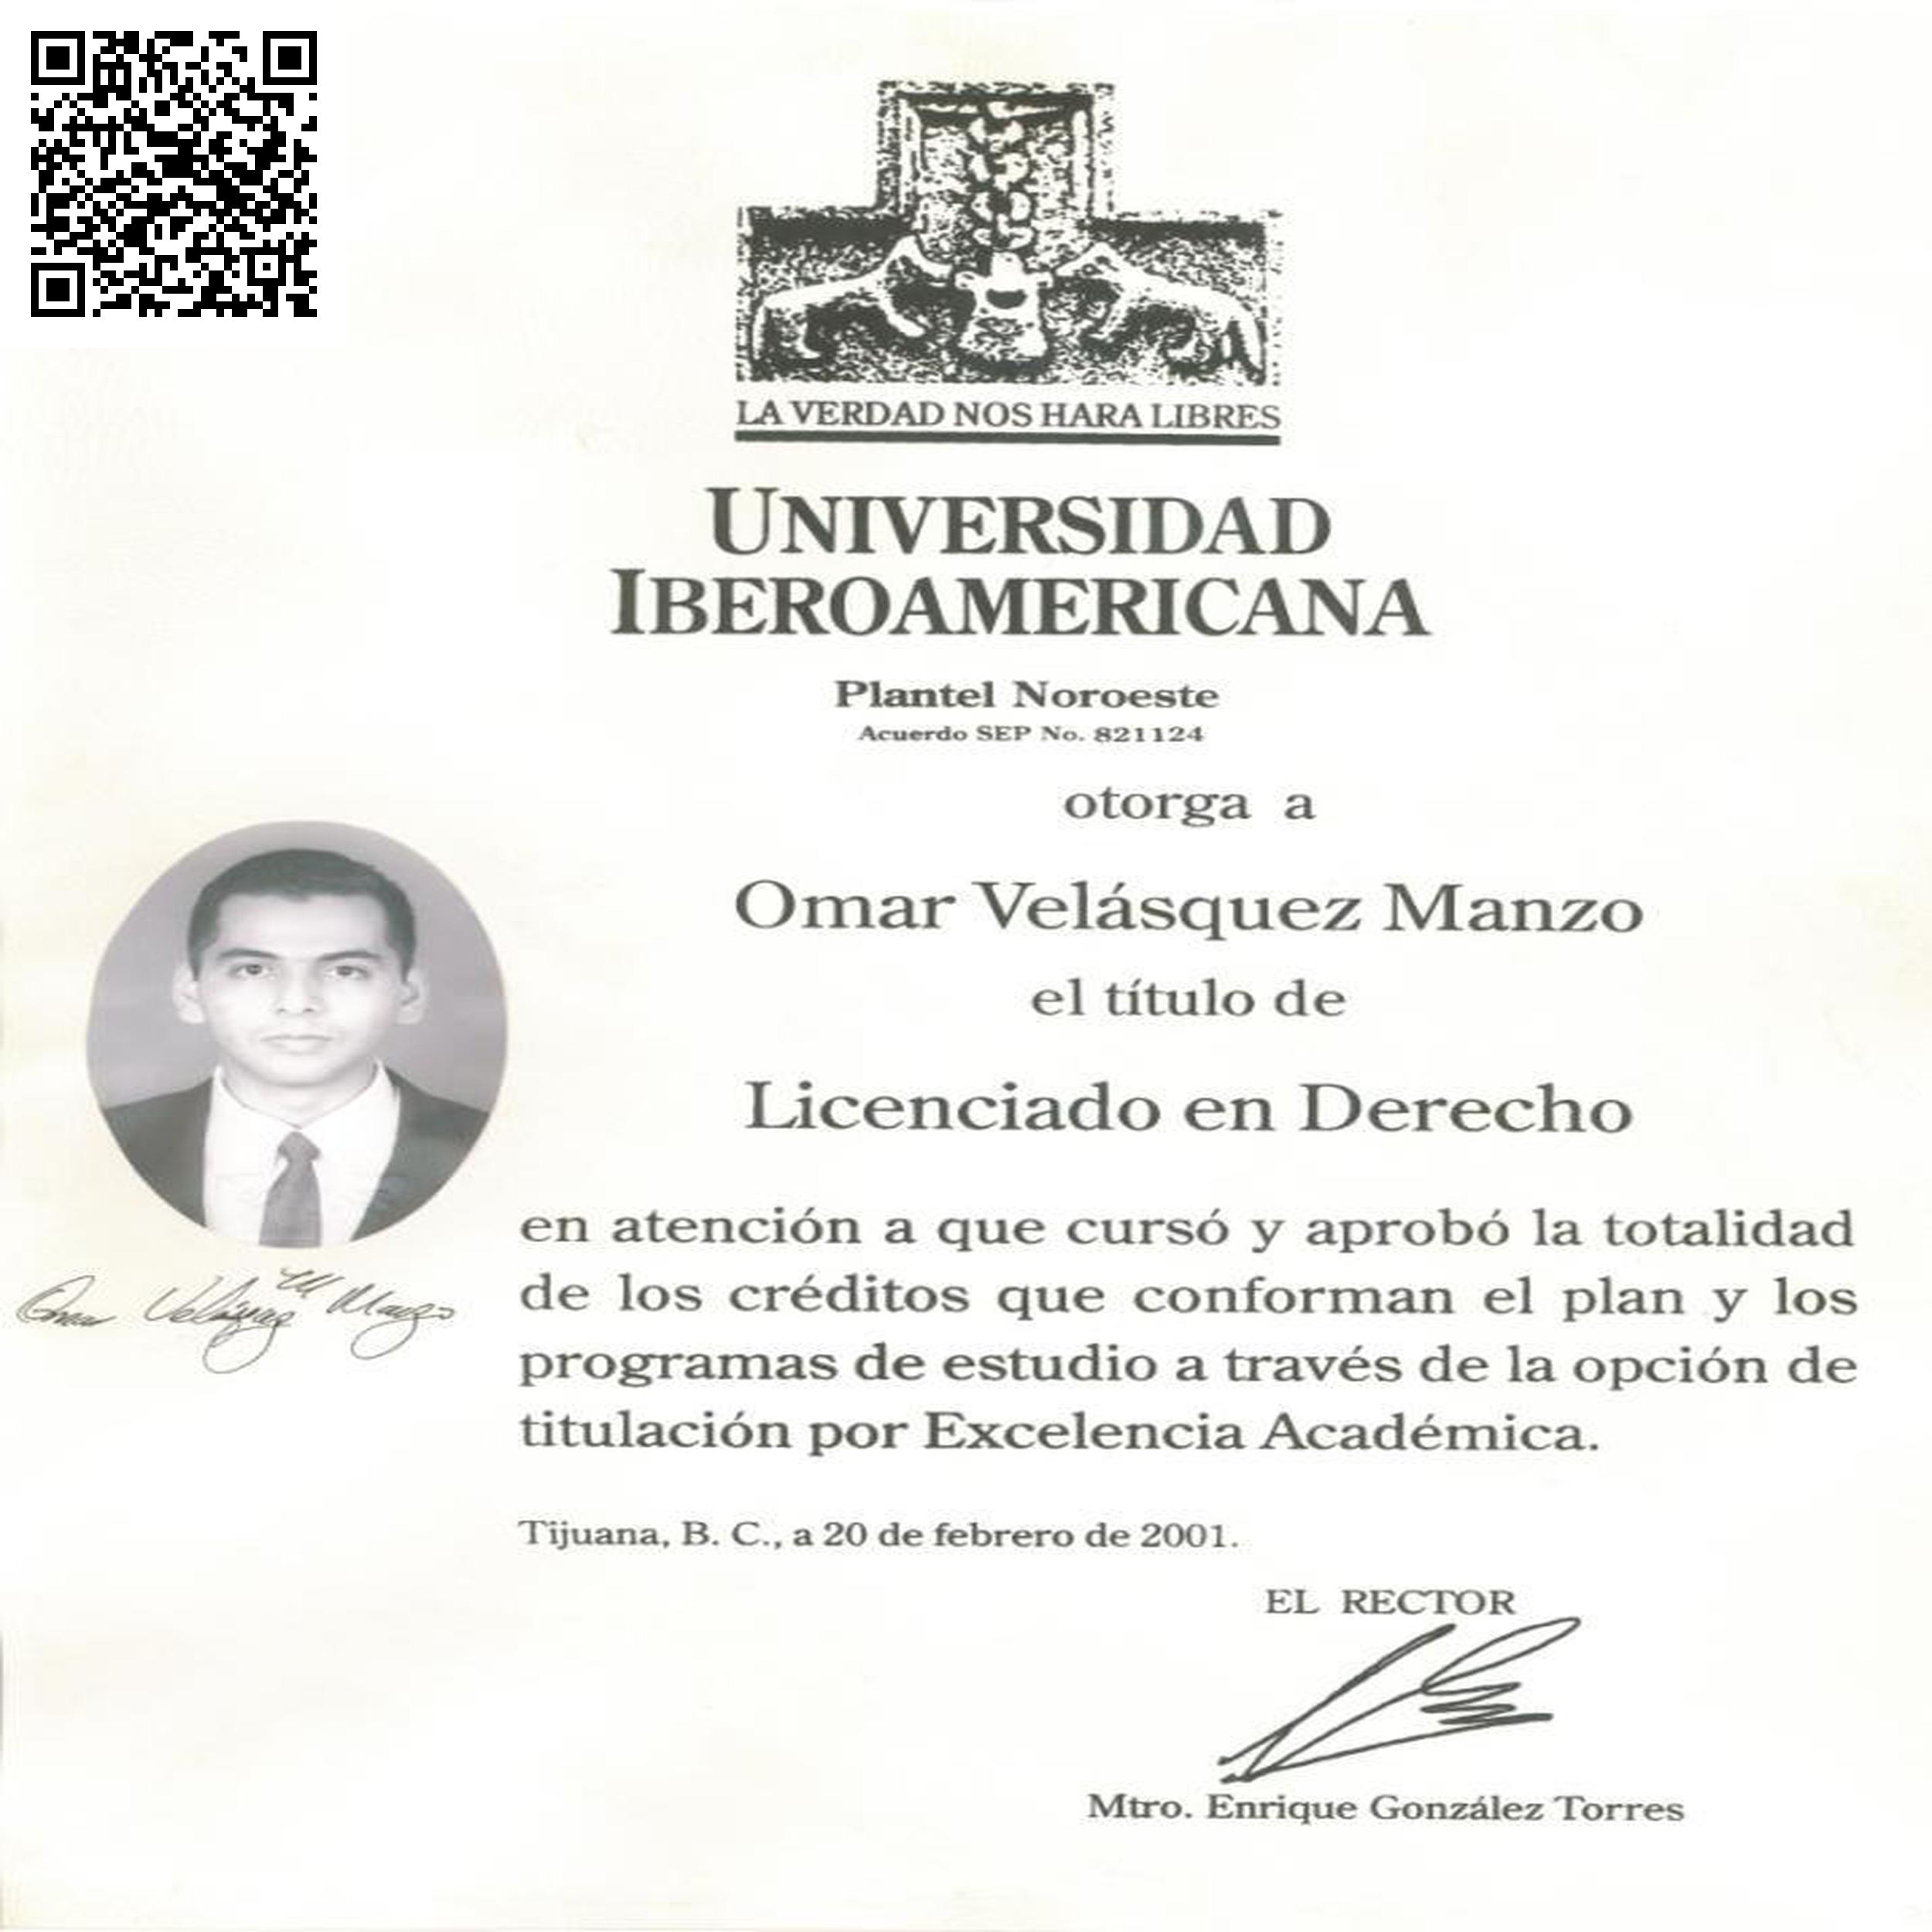 LA VERDAD NOS HARA LIBRES
UNIVERSIDAD
IBEROAMERICANA
Plantel Noroeste
Acuerdo SEP No. 821124
otorga a
Omar Velásquez Manzo
el título de
Licenciado en Derecho
en atención a que cursó y aprobó la totalidad
de los créditos que conforman el plan y los
programas de estudio a través de la opción de
titulación por Excelencia Académica.
Omar Velásquez M Manzo
Tijuana, B. C., a 20 de febrero de 2001.
EL RECTOR
Mtro. Enrique González Torres